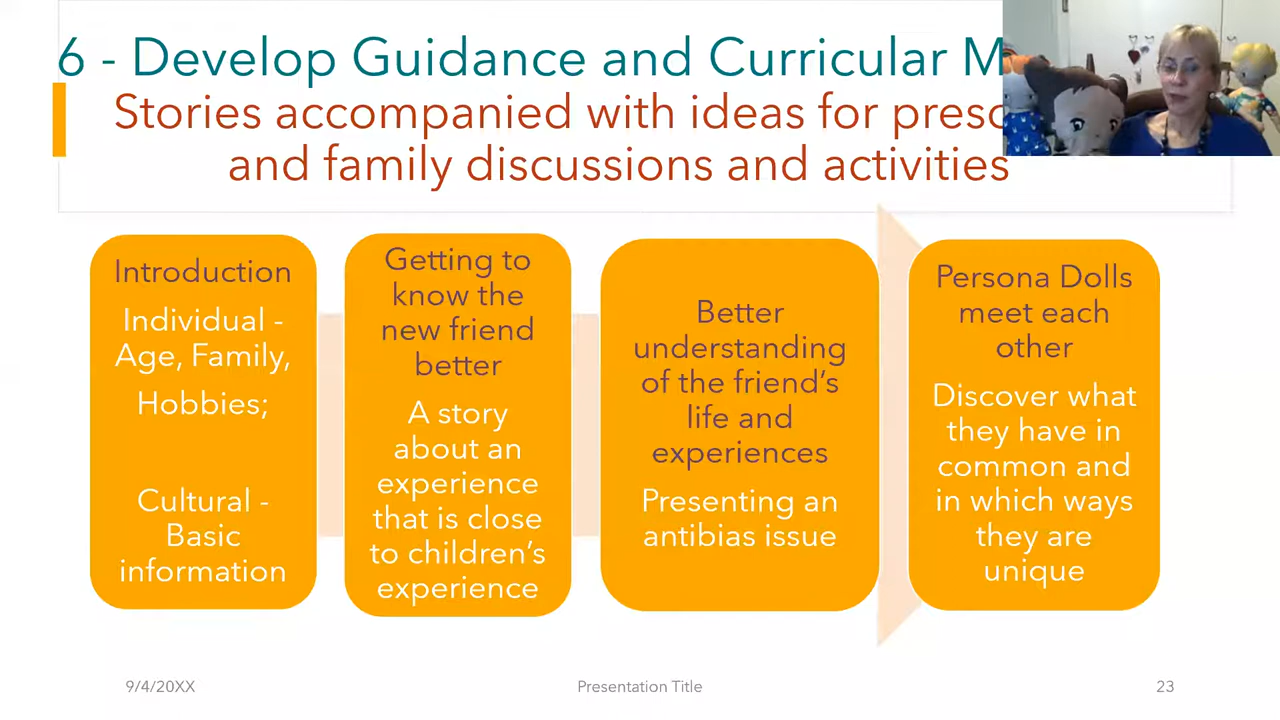 6 - Develop Guidance and Curricular
Stories accompanied with ideas for
and family discussions and activities
Introduction
Individual -
Age, Family,
Hobbies;
Cultural -
Basic
information
Getting to
know the
new friend
better
A story
about an
experience
that is close
to children’s
experience
Better
understanding
of the friend’s
life and
experiences
Presenting an
antibias issue
Persona Dolls
meet each
other
Discover what
they have in
common and
in which ways
they are
unique
9/4/20XX
Presentation Title
23